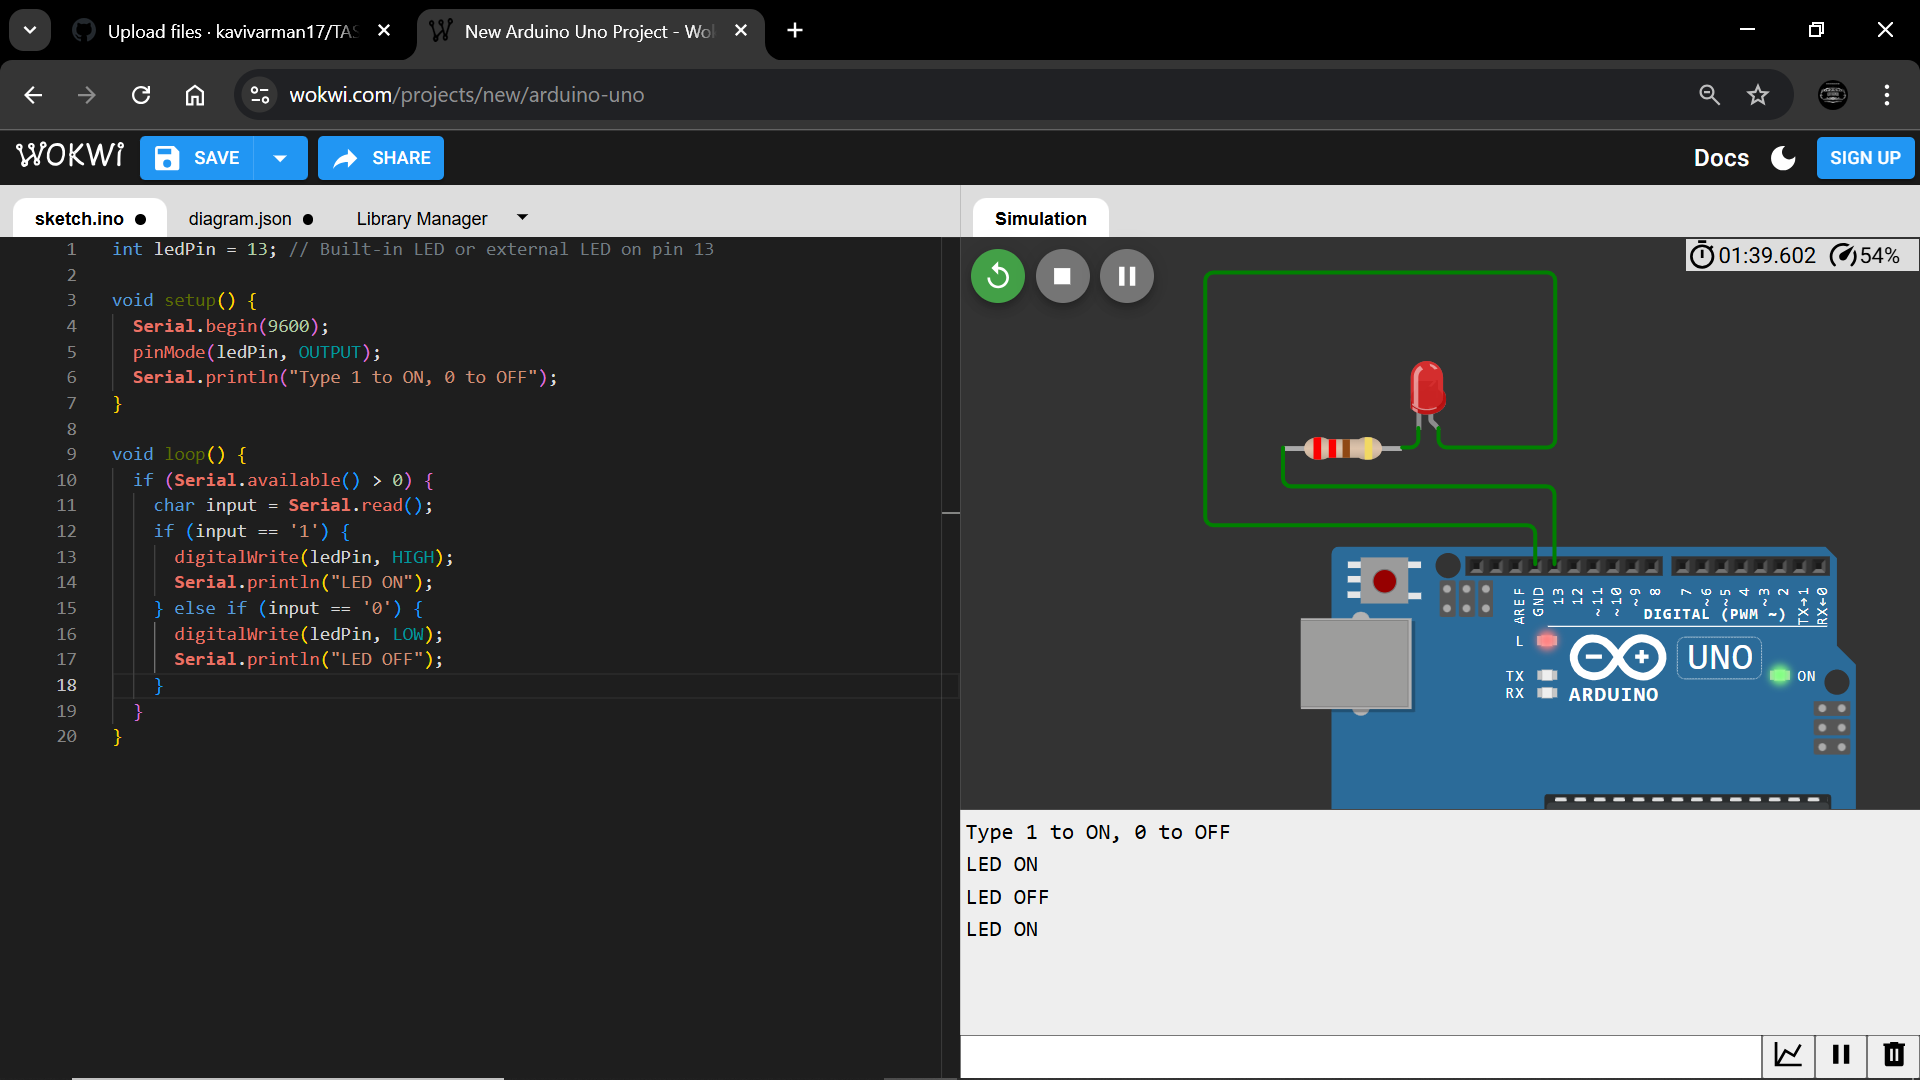 Upload files · kavivarman17/TAS
New Arduino Uno Project - Wok
wokwi.com/projects/new/arduino-uno
WOKWi
SAVE
SHARE
Docs
SIGN UP
sketch.ino ●
diagram.json ●
Library Manager
Simulation
1 int ledPin = 13; // Built-in LED or external LED on pin 13
2
3 void setup() {
4 Serial.begin(9600);
5 pinMode(ledPin, OUTPUT);
6 Serial.println("Type 1 to ON, 0 to OFF");
7 }
8
9 void loop() {
10 if (Serial.available() > 0) {
11 char input = Serial.read();
12 if (input == '1') {
13 digitalWrite(ledPin, HIGH);
14 Serial.println("LED ON");
15 } else if (input == '0') {
16 digitalWrite(ledPin, LOW);
17 Serial.println("LED OFF");
18 }
19 }
20 }
01:39.602 54%
AREF GND 13 12 ~11 ~10 ~9 8 7 ~6 ~5 4 ~3 2 TX→1 RX←0
DIGITAL (PWM ~)
L
TX
RX
UNO
ON
ARDUINO
Type 1 to ON, 0 to OFF
LED ON
LED OFF
LED ON